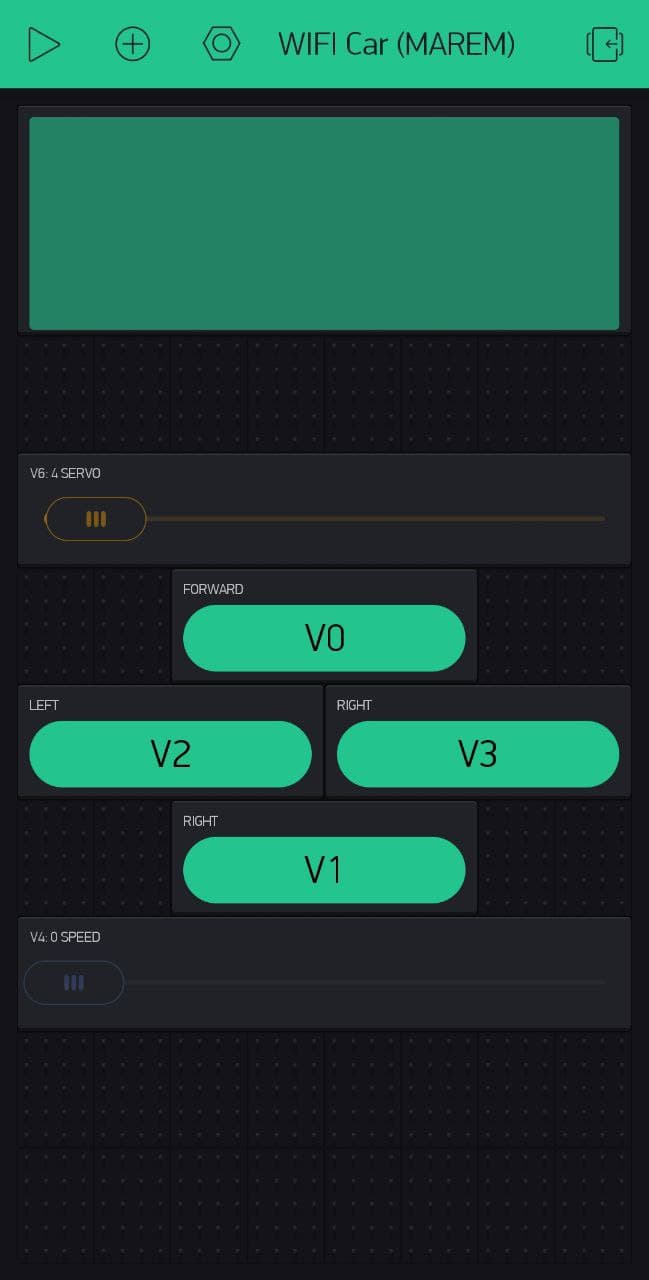 WIFI Car (MAREM)
V6: 4 SERVO
FORWARD
V0
LEFT
RIGHT
V2
V3
RIGHT
V1
V4: 0 SPEED